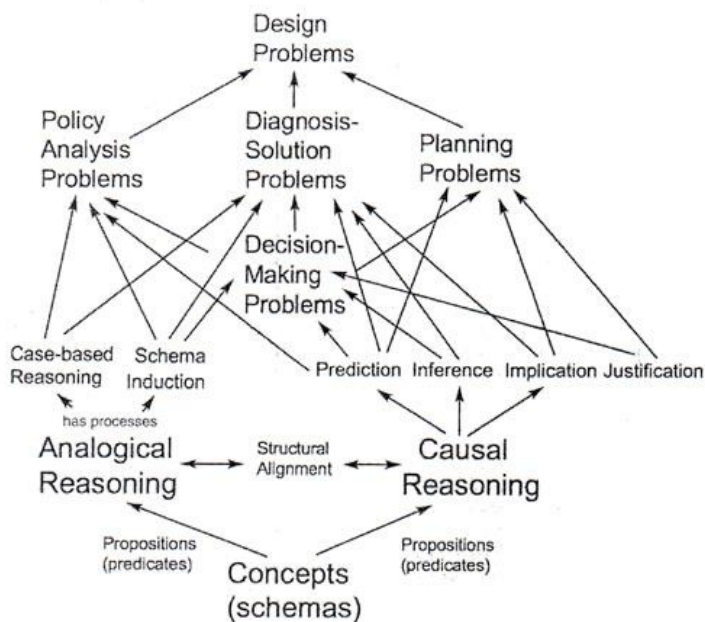 Design
Problems
Policy
Analysis
Problems
Diagnosis-
Solution
Problems
Planning
Problems
Decision-
Making
Problems
Case-based
Reasoning
Schema
Induction
Prediction
Inference
Implication
Justification
has processes
Analogical
Reasoning
Structural
Alignment
Causal
Reasoning
Propositions
(predicates)
Propositions
(predicates)
Concepts
(schemas)